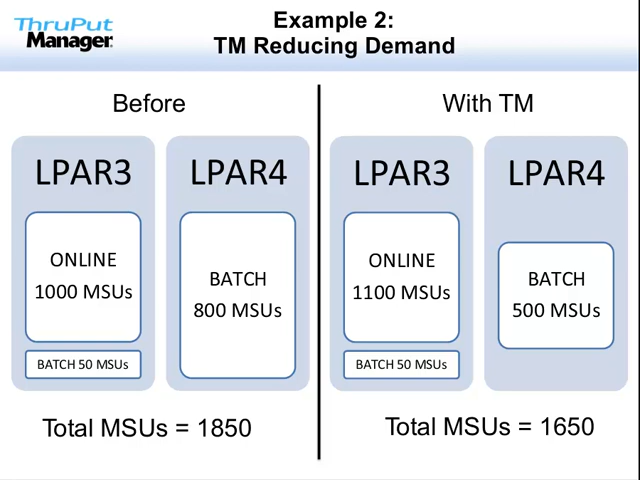 ThruPut
Manager
Example 2:
TM Reducing Demand
Before
With TM
LPAR3
LPAR4
LPAR3
LPAR4
ONLINE
1000 MSUs
BATCH
800 MSUs
ONLINE
1100 MSUs
BATCH
500 MSUs
BATCH 50 MSUs
BATCH 50 MSUs
Total MSUs = 1850
Total MSUs = 1650